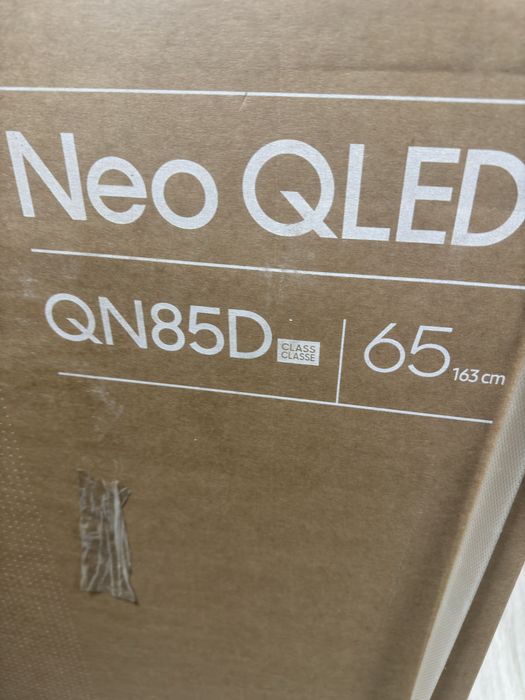 Neo QLED
QN85D CLASS CLASSE 65 163 cm